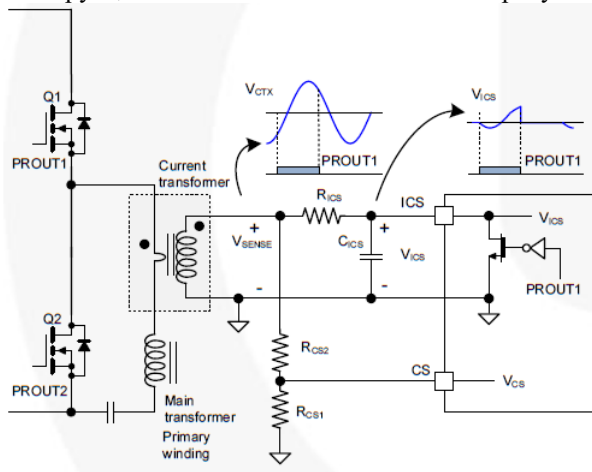 Q1
PROUT1
Current
transformer
Q2
PROUT2
Main
transformer
Primary
winding
VCTX
PROUT1
VICS
PROUT1
RICS
ICS
VICS
+
VSENSE
-
CICS
+
VICS
-
PROUT1
RCS2
CS
VCS
RCS1